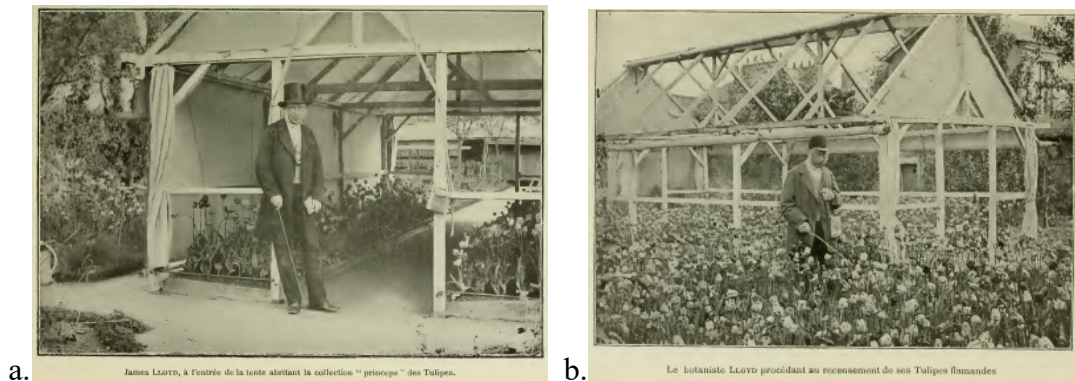 a.
James LLOYD, à l'entrée de la tente abritant la collection " princeps " des Tulipes.
b.
Le botaniste LLOYD procédant au recensement de ses Tulipes flamandes